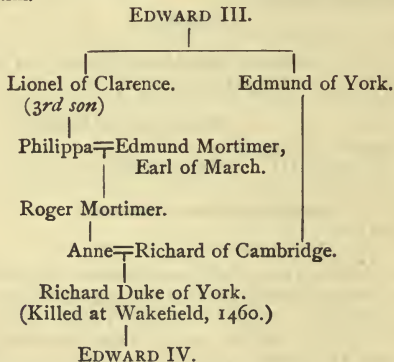 EDWARD III.
Lionel of Clarence. Edmund of York.
(3rd son)
Philippa Edmund Mortimer,
Earl of March.
Roger Mortimer.
Anne Richard of Cambridge.
Richard Duke of York.
(Killed at Wakefield, 1460.)
EDWARD IV.